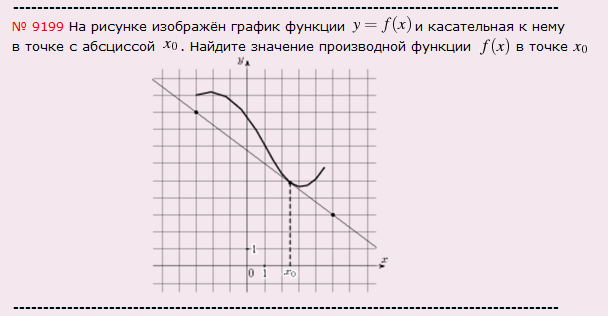 № 9199 На рисунке изображён график функции y = f(x) и касательная к нему
в точке с абсциссой x₀. Найдите значение производной функции f(x) в точке x₀
y
1
0 1 x₀ x